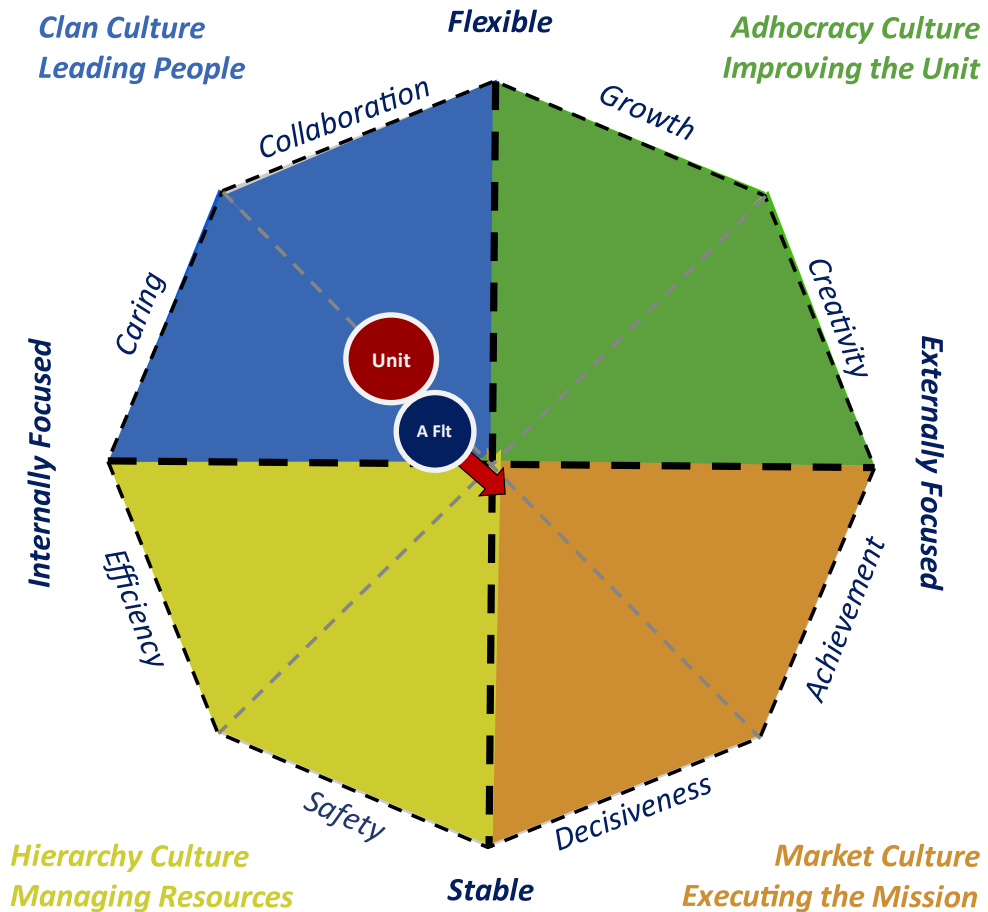 Clan Culture
Leading People
Flexible
Adhocracy Culture
Improving the Unit
Collaboration
Growth
Caring
Creativity
Unit
A Flt
Internally Focused
Externally Focused
Efficiency
Achievement
Safety
Decisiveness
Hierarchy Culture
Managing Resources
Stable
Market Culture
Executing the Mission